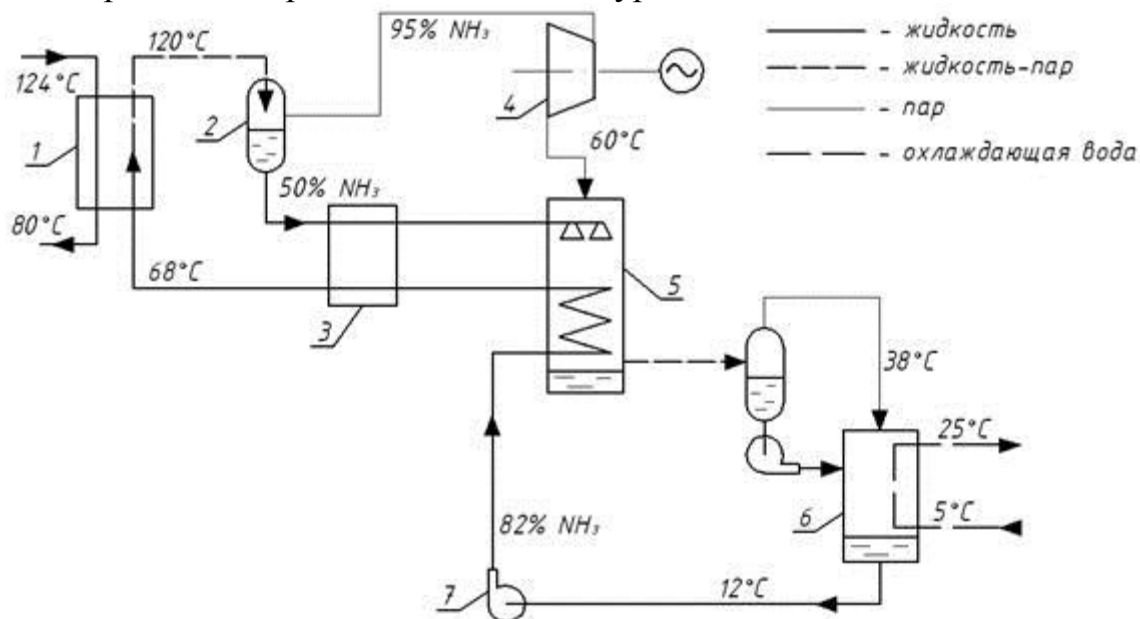 120°C
95% NH₃
124°C
1
2
4
60°C
80°C
50% NH₃
68°C
3
5
38°C
25°C
5°C
6
82% NH₃
7
12°C
- жидкость
- жидкость-пар
- пар
- охлаждающая вода